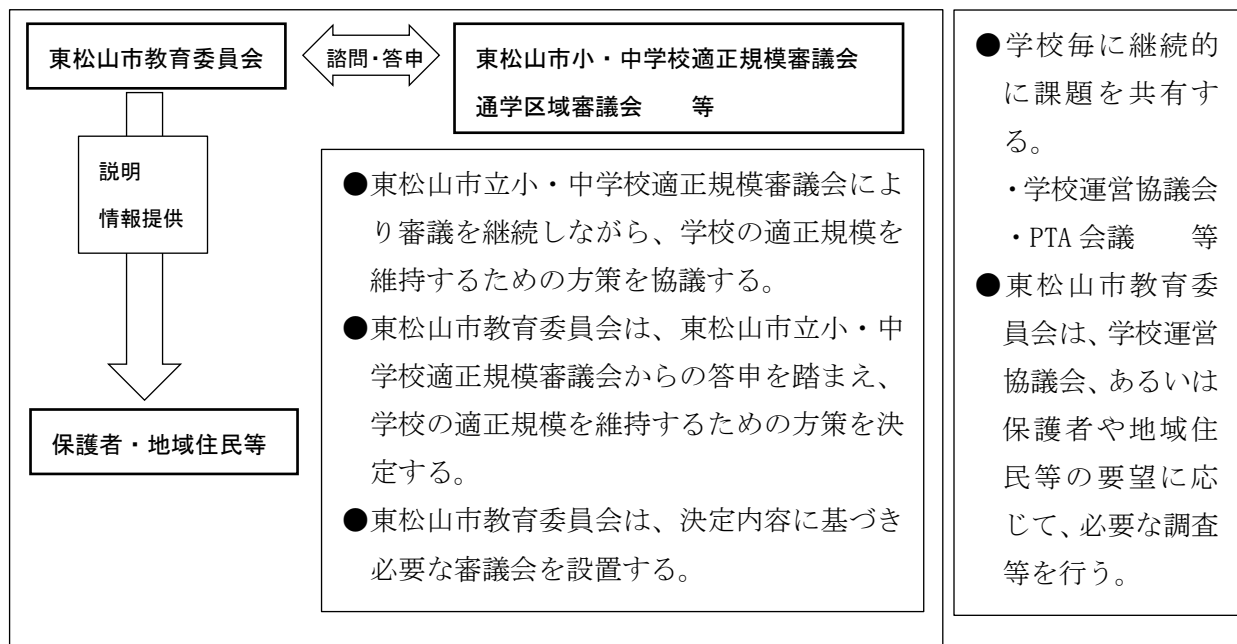 東松山市教育委員会
諮問・答申
東松山市小・中学校適正規模審議会
通学区域審議会　　等
説明
情報提供
保護者・地域住民等
●東松山市立小・中学校適正規模審議会によ
り審議を継続しながら、学校の適正規模を
維持するための方策を協議する。
●東松山市教育委員会は、東松山市立小・中
学校適正規模審議会からの答申を踏まえ、
学校の適正規模を維持するための方策を決
定する。
●東松山市教育委員会は、決定内容に基づき
必要な審議会を設置する。
●学校毎に継続的
に課題を共有す
る。
・学校運営協議会
・PTA 会議　　等
●東松山市教育委
員会は、学校運営
協議会、あるいは
保護者や地域住
民等の要望に応
じて、必要な調査
等を行う。